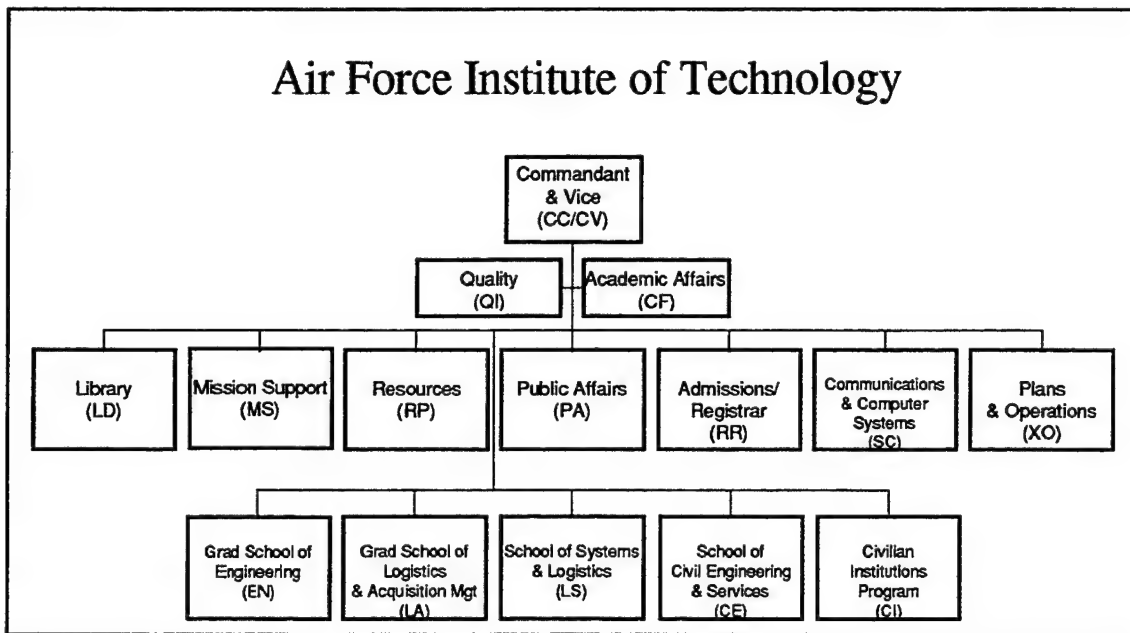 Air Force Institute of Technology
Commandant
& Vice
(CC/CV)
Quality
(QI)
Academic Affairs
(CF)
Library
(LD)
Mission Support
(MS)
Resources
(RP)
Public Affairs
(PA)
Admissions/
Registrar
(RR)
Communications
& Computer
Systems
(SC)
Plans
& Operations
(XO)
Grad School of
Engineering
(EN)
Grad School of
Logistics
& Acquisition Mgt
(LA)
School of Systems
& Logistics
(LS)
School of
Civil Engineering
& Services
(CE)
Civilian
Institutions
Program
(CI)